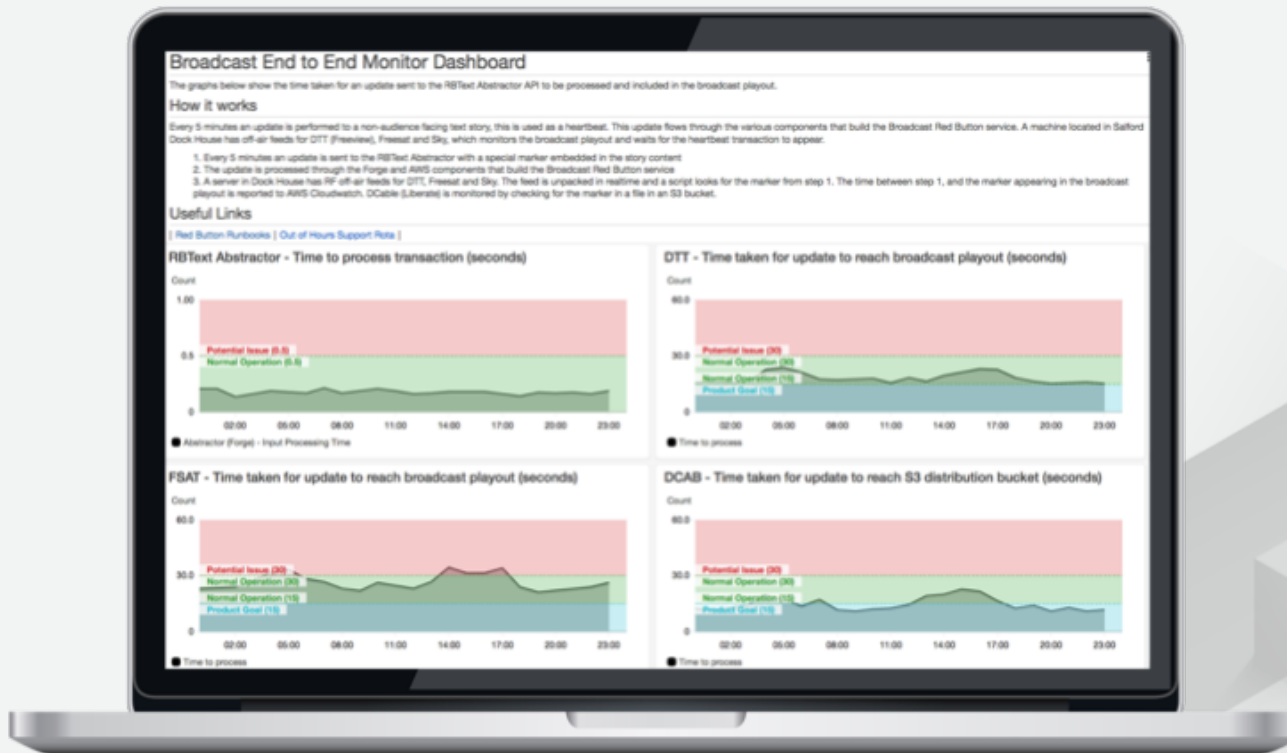 Broadcast End to End Monitor Dashboard
The graphs below show the time taken for an update sent to the RBText Abstractor API to be processed and included in the broadcast playout.
How it works
Every 5 minutes an update is performed to a non-audience facing text story, this is used as a heartbeat. This update flows through the various components that build the Broadcast Red Button service. A machine located in Salford
Dock House has off-air feeds for DTT (Freeview), Freesat and Sky, which monitors the broadcast playout and waits for the heartbeat transaction to appear.
1. Every 5 minutes an update is sent to the RBText Abstractor with a special marker embedded in the story content
2. The update is processed through the Forge and AWS components that build the Broadcast Red Button service
3. A server in Dock House has RF off-air feeds for DTT, Freesat and Sky. The feed is unpacked in realtime and a script looks for the marker from step 1. The time between step 1, and the marker appearing in the broadcast
playout is reported to AWS Cloudwatch. DCable (Liberate) is monitored by checking for the marker in a file in an S3 bucket.
Useful Links
| Red Button Runbooks | Out of Hours Support Rota |
RBText Abstractor - Time to process transaction (seconds)
Count
1.00
Potential Issue (0.5)
0.5
Normal Operation (0.5)
0
02:00 05:00 08:00 11:00 14:00 17:00 20:00 23:00
Abstractor (Forge) - Input Processing Time
DTT - Time taken for update to reach broadcast playout (seconds)
Count
60.0
Potential Issue (30)
30.0
Normal Operation (30)
Normal Operation (15)
Product Goal (15)
0
02:00 05:00 08:00 11:00 14:00 17:00 20:00 23:00
Time to process
FSAT - Time taken for update to reach broadcast playout (seconds)
Count
60.0
Potential Issue (30)
30.0
Normal Operation (30)
Normal Operation (15)
Product Goal (15)
0
02:00 05:00 08:00 11:00 14:00 17:00 20:00 23:00
Time to process
DCAB - Time taken for update to reach S3 distribution bucket (seconds)
Count
60.0
Potential Issue (30)
30.0
Normal Operation (30)
Normal Operation (15)
Product Goal (15)
0
02:00 05:00 08:00 11:00 14:00 17:00 20:00 23:00
Time to process